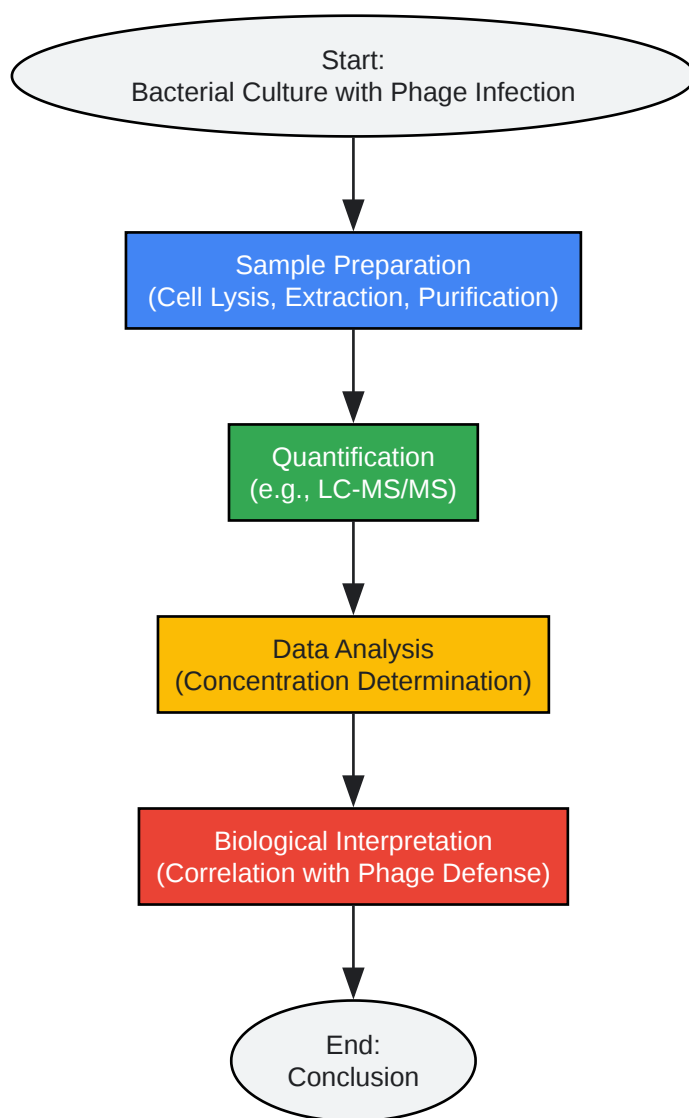 Start:
Bacterial Culture with Phage Infection
Sample Preparation
(Cell Lysis, Extraction, Purification)
Quantification
(e.g., LC-MS/MS)
Data Analysis
(Concentration Determination)
Biological Interpretation
(Correlation with Phage Defense)
End:
Conclusion